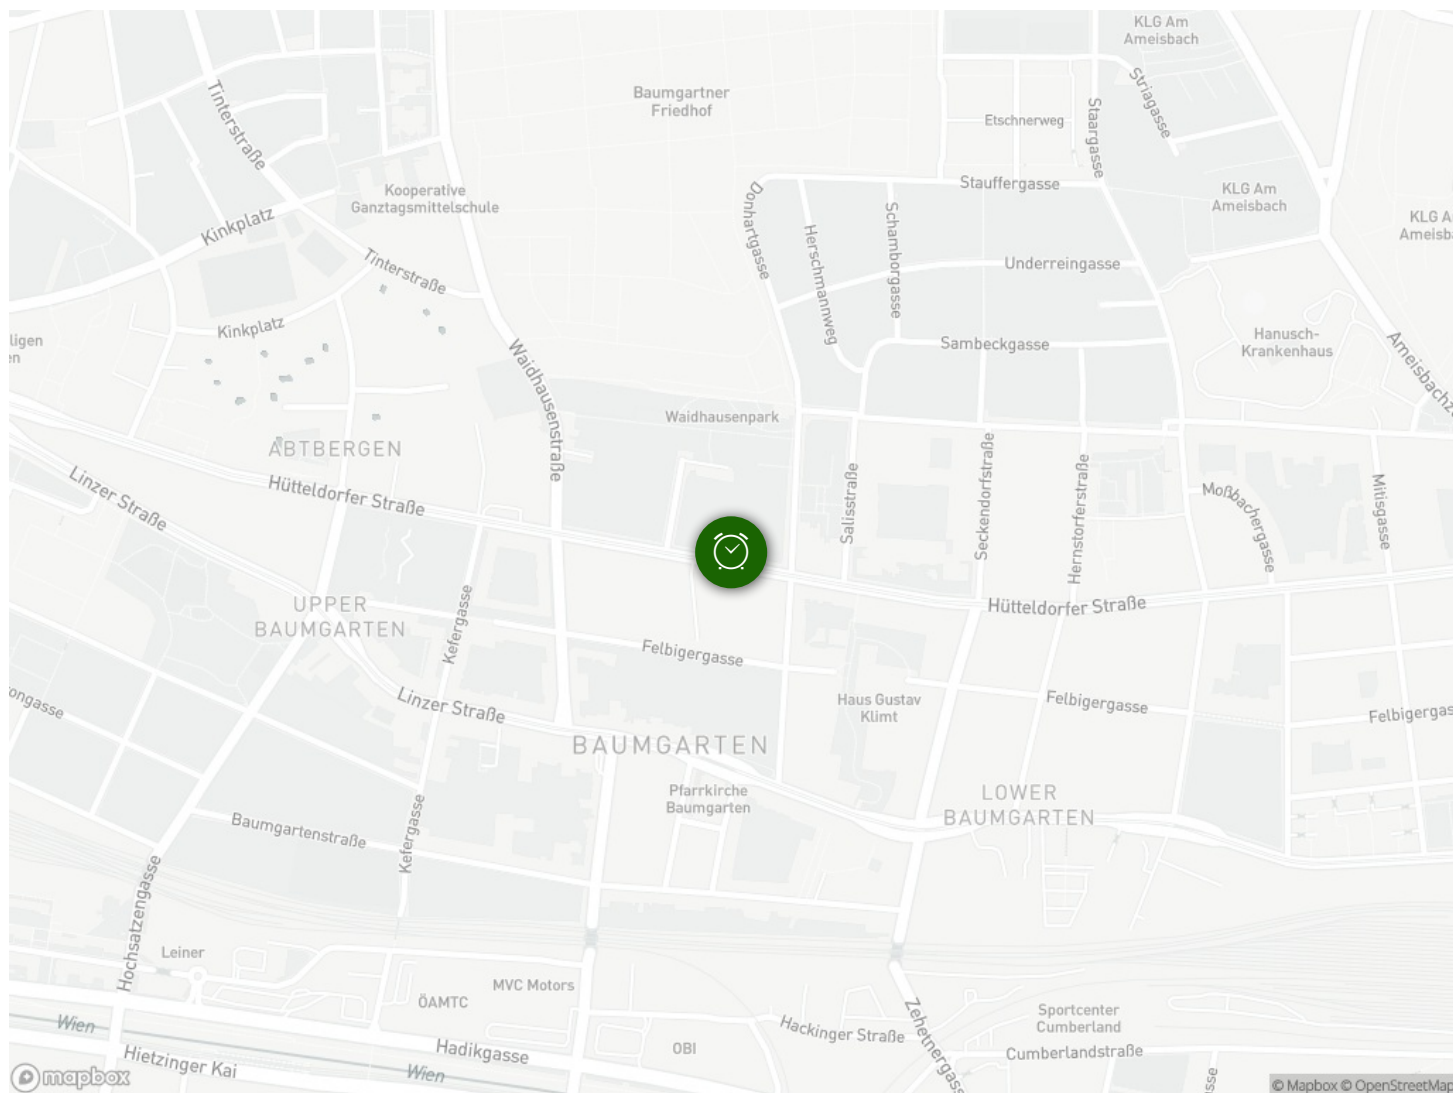 KLG Am
Ameisbach
Tinterstraße
Baumgartner
Friedhof
Striagasse
Staargasse
Etschnerweg
Stauffergasse
Kooperative
Ganztagsmittelschule
KLG Am
Ameisbach
Kinkplatz
Donhartgasse
Schamborgasse
Herschmannweg
Tinterstraße
Underreingasse
Kinkplatz
Hanusch-
Krankenhaus
Sambeckgasse
Waidhausenstraße
Waidhausenpark
ABTBERGEN
Hütteldorfer Straße
Linzer Straße
Salisstraße
Seckendorfstraße
Hernstorferstraße
Moßbachergasse
Mitisgasse
UPPER
BAUMGARTEN
Hütteldorfer Straße
Kefergasse
Felbigergasse
Linzer Straße
Haus Gustav
Klimt
Felbigergasse
BAUMGARTEN
Pfarrkirche
Baumgarten
LOWER
BAUMGARTEN
Baumgartenstraße
Kefergasse
Hochsatzengasse
Leiner
MVC Motors
ÖAMTC
Wien
Hietzinger Kai
Hadikgasse
Wien
OBI
Hackinger Straße
Zehetnergasse
Sportcenter
Cumberland
Cumberlandstraße
mapbox
© Mapbox © OpenStreetMap